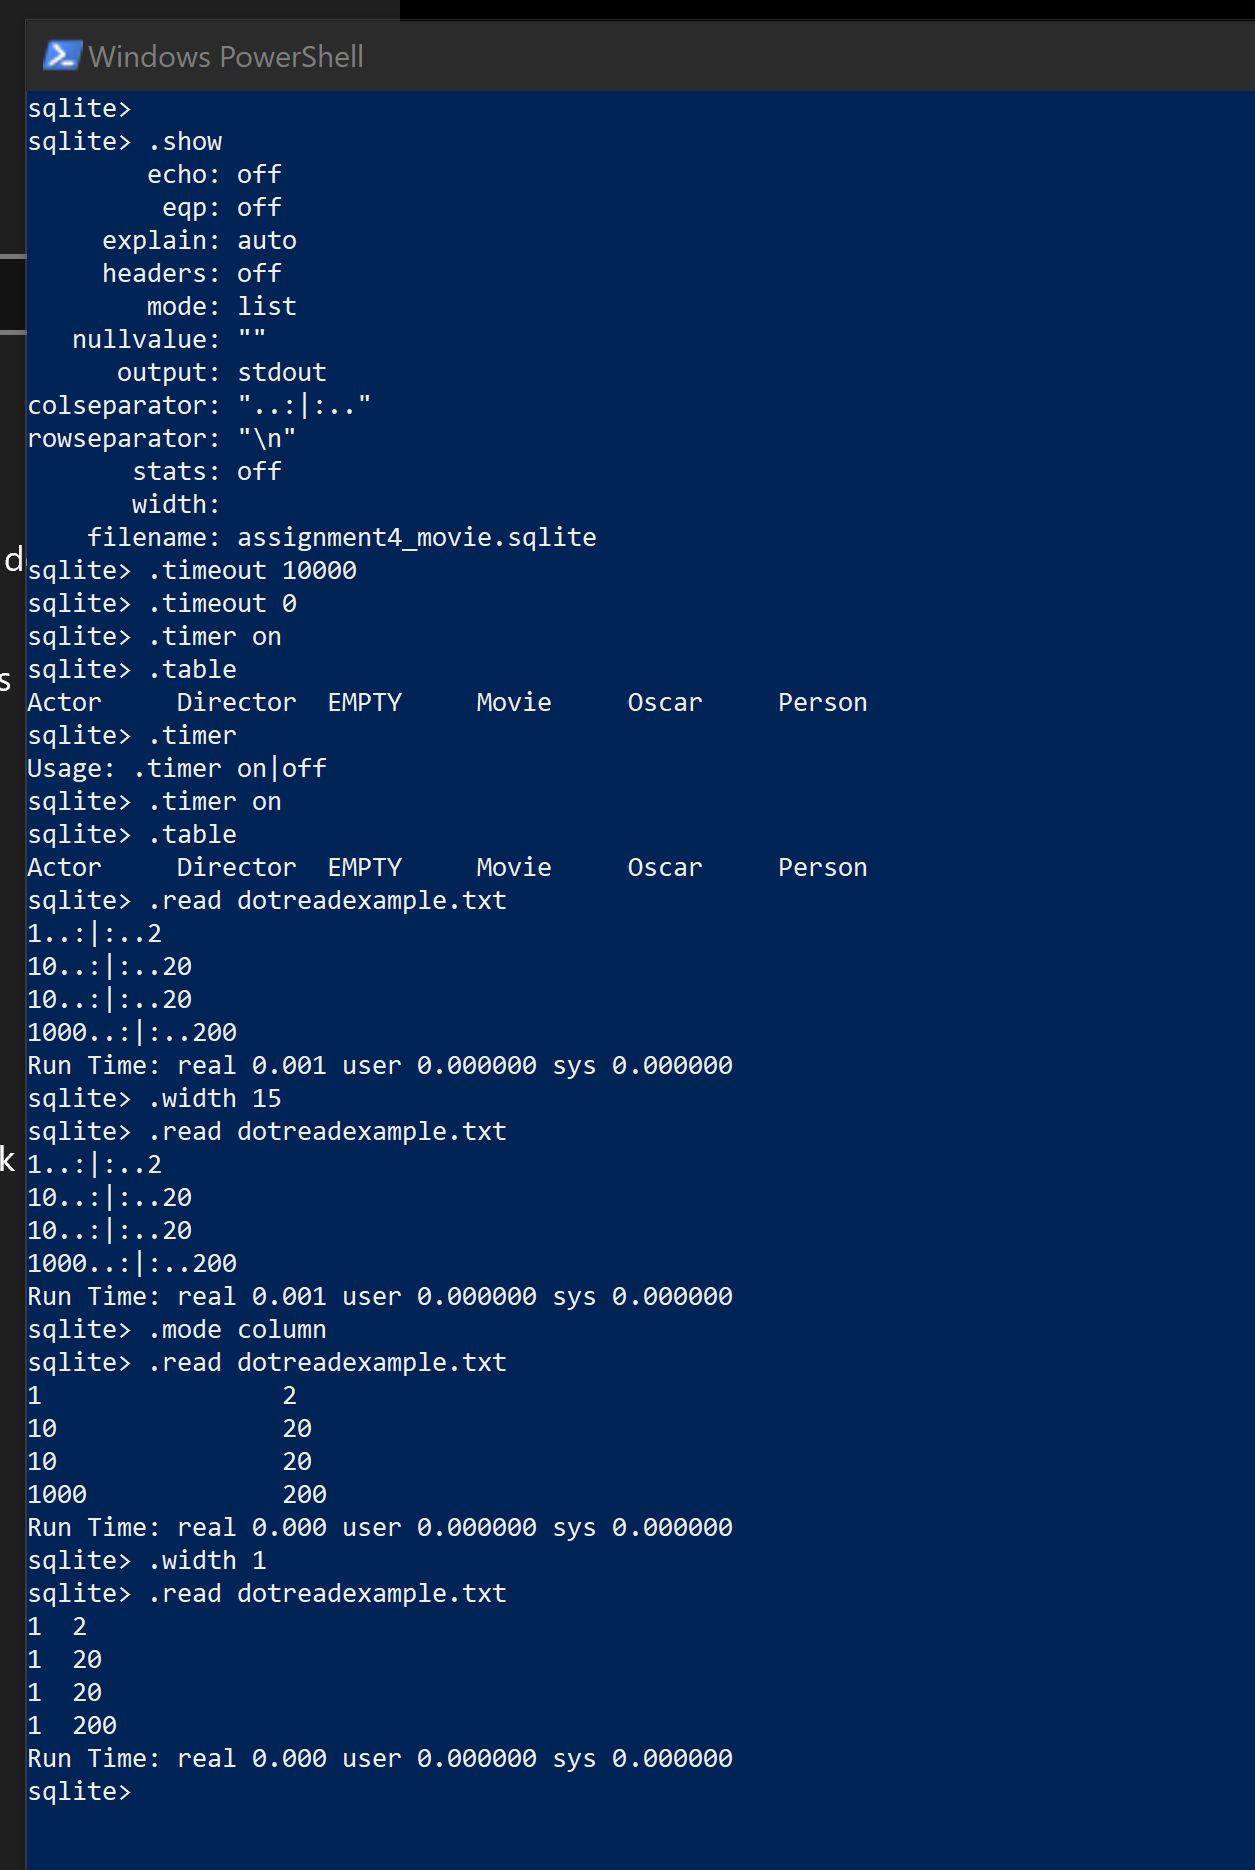 Windows PowerShell
sqlite>
sqlite> .show
        echo: off
         eqp: off
     explain: auto
     headers: off
        mode: list
   nullvalue: ""
      output: stdout
colseparator: "..:|:.."
rowseparator: "\n"
       stats: off
       width:
    filename: assignment4_movie.sqlite
d
sqlite> .timeout 10000
sqlite> .timeout 0
sqlite> .timer on
sqlite> .table
s
Actor     Director  EMPTY     Movie     Oscar     Person
sqlite> .timer
Usage: .timer on|off
sqlite> .timer on
sqlite> .table
Actor     Director  EMPTY     Movie     Oscar     Person
sqlite> .read dotreadexample.txt
1..:|:..2
10..:|:..20
10..:|:..20
1000..:|:..200
Run Time: real 0.001 user 0.000000 sys 0.000000
sqlite> .width 15
sqlite> .read dotreadexample.txt
k
1..:|:..2
10..:|:..20
10..:|:..20
1000..:|:..200
Run Time: real 0.001 user 0.000000 sys 0.000000
sqlite> .mode column
sqlite> .read dotreadexample.txt
1                2
10               20
10               20
1000             200
Run Time: real 0.000 user 0.000000 sys 0.000000
sqlite> .width 1
sqlite> .read dotreadexample.txt
1  2
1  20
1  20
1  200
Run Time: real 0.000 user 0.000000 sys 0.000000
sqlite>